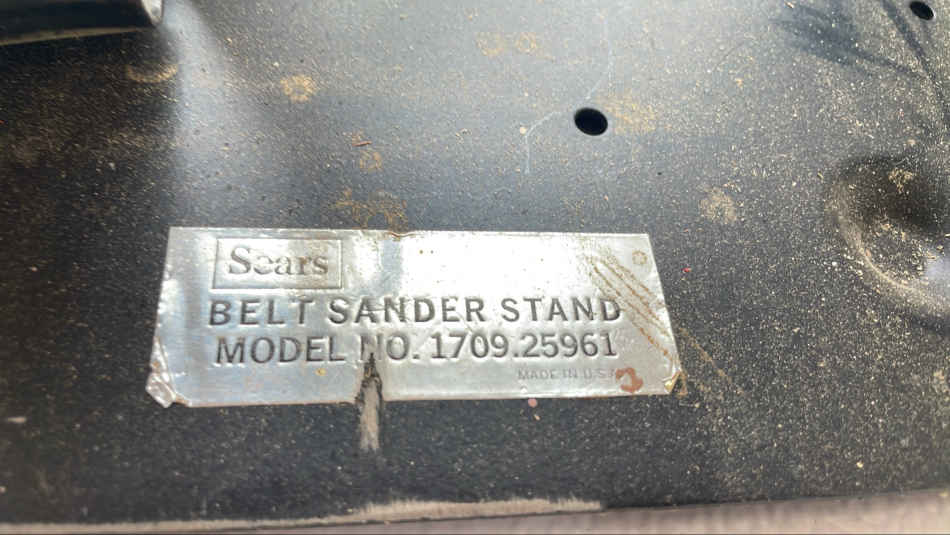 Sears
BELT SANDER STAND
MODEL NO. 1709.25961
MADE IN U.S.A